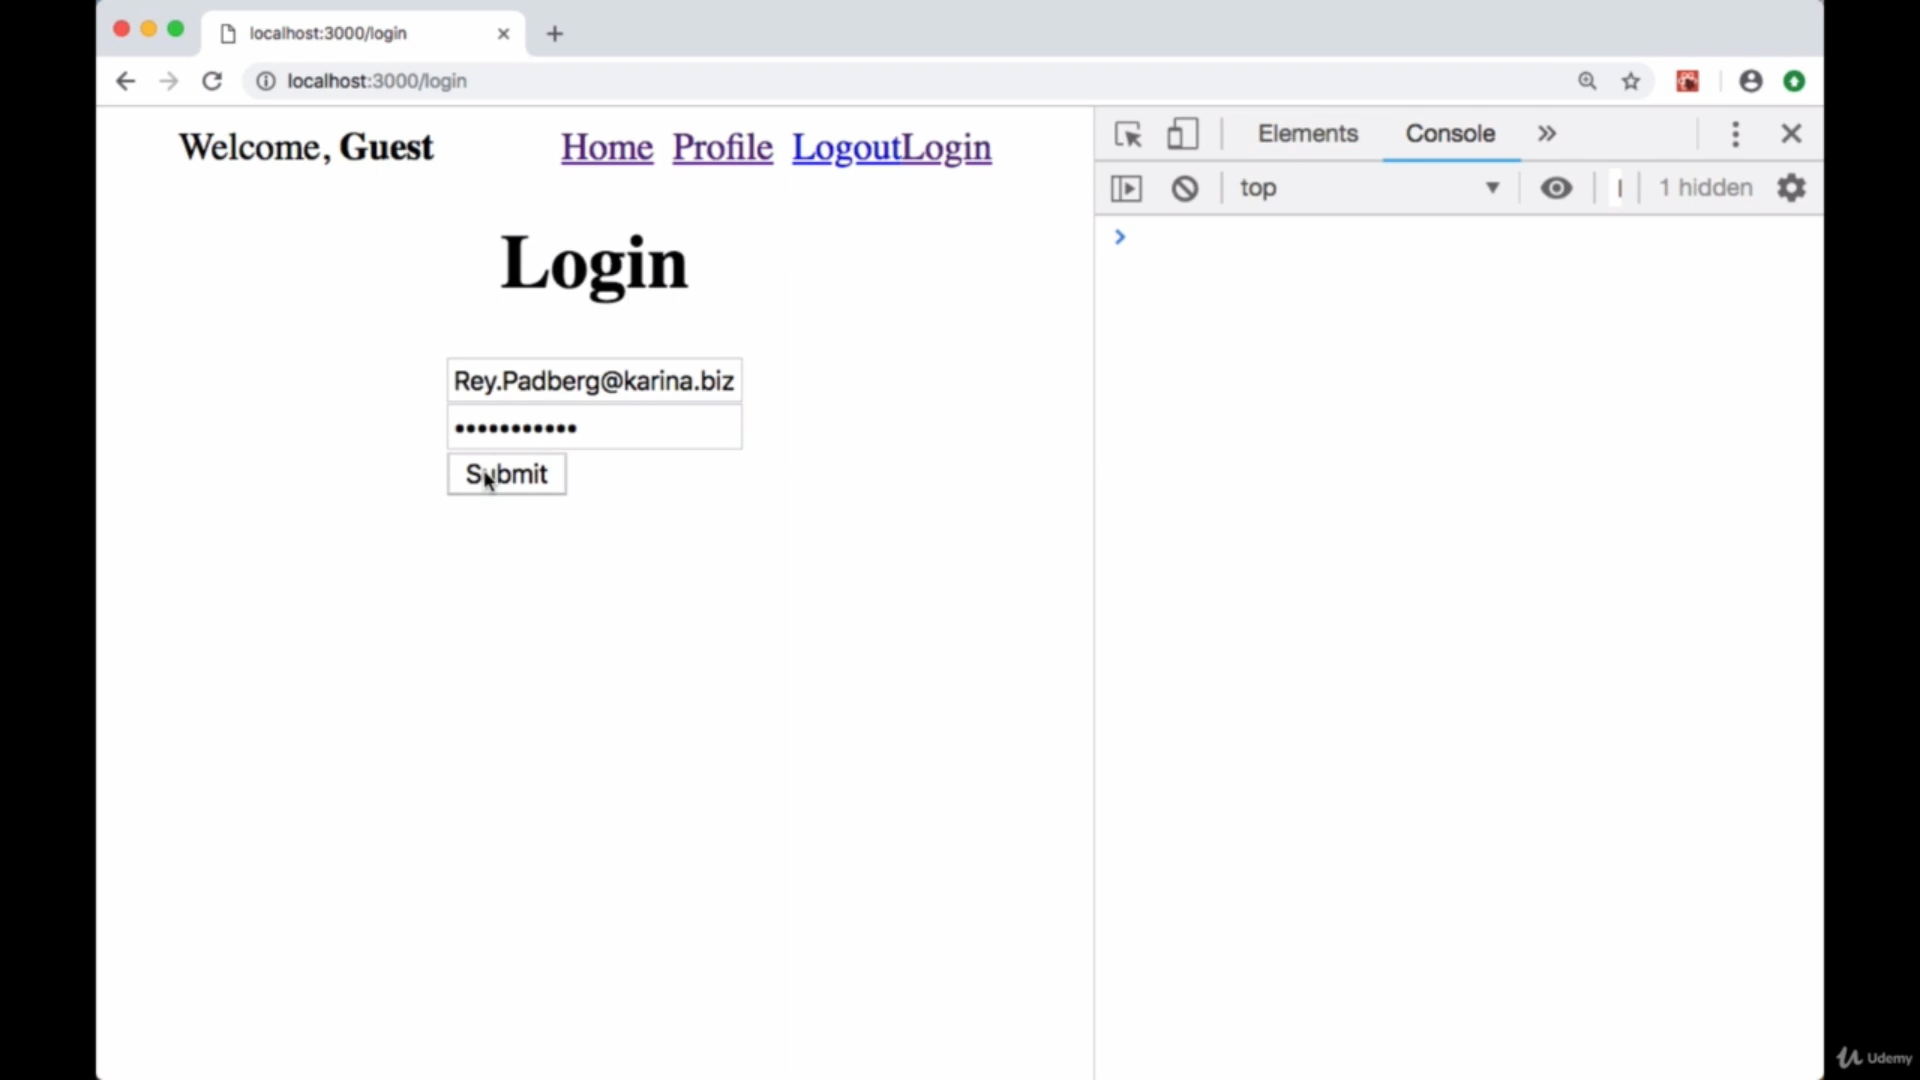 localhost:3000/login
localhost:3000/login
Welcome, Guest Home Profile LogoutLogin
Elements Console
top 1 hidden
Login
Rey.Padberg@karina.biz
•••••••••••
Submit
Udemy